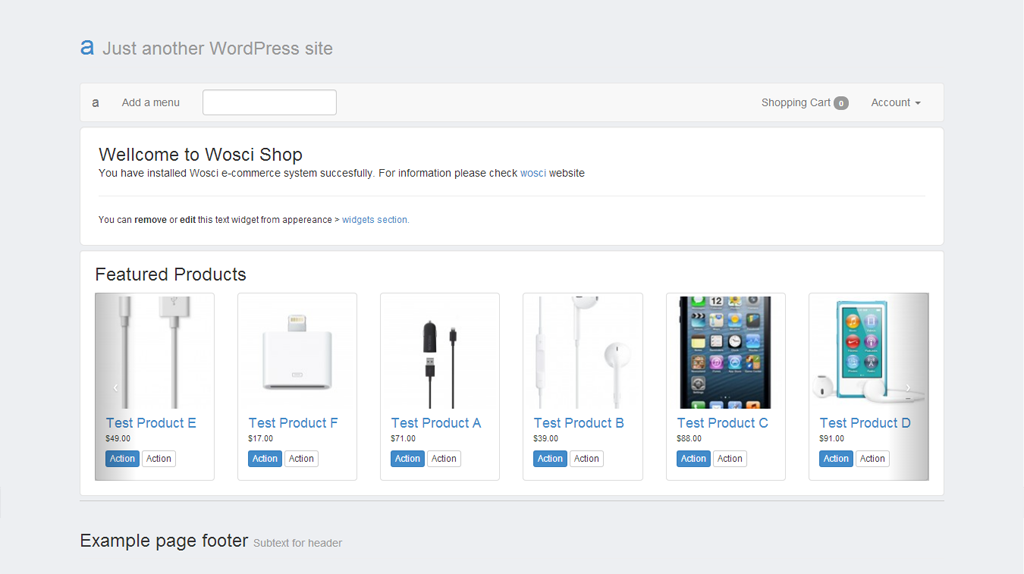 a Just another WordPress site
a Add a menu Shopping Cart 0 Account
Wellcome to Wosci Shop
You have installed Wosci e-commerce system succesfully. For information please check wosci website
You can remove or edit this text widget from appereance > widgets section.
Featured Products
Test Product E Test Product F Test Product A Test Product B Test Product C Test Product D
$49.00 $17.00 $71.00 $39.00 $88.00 $91.00
Action Action Action Action Action Action Action Action Action Action Action Action
Example page footer Subtext for header